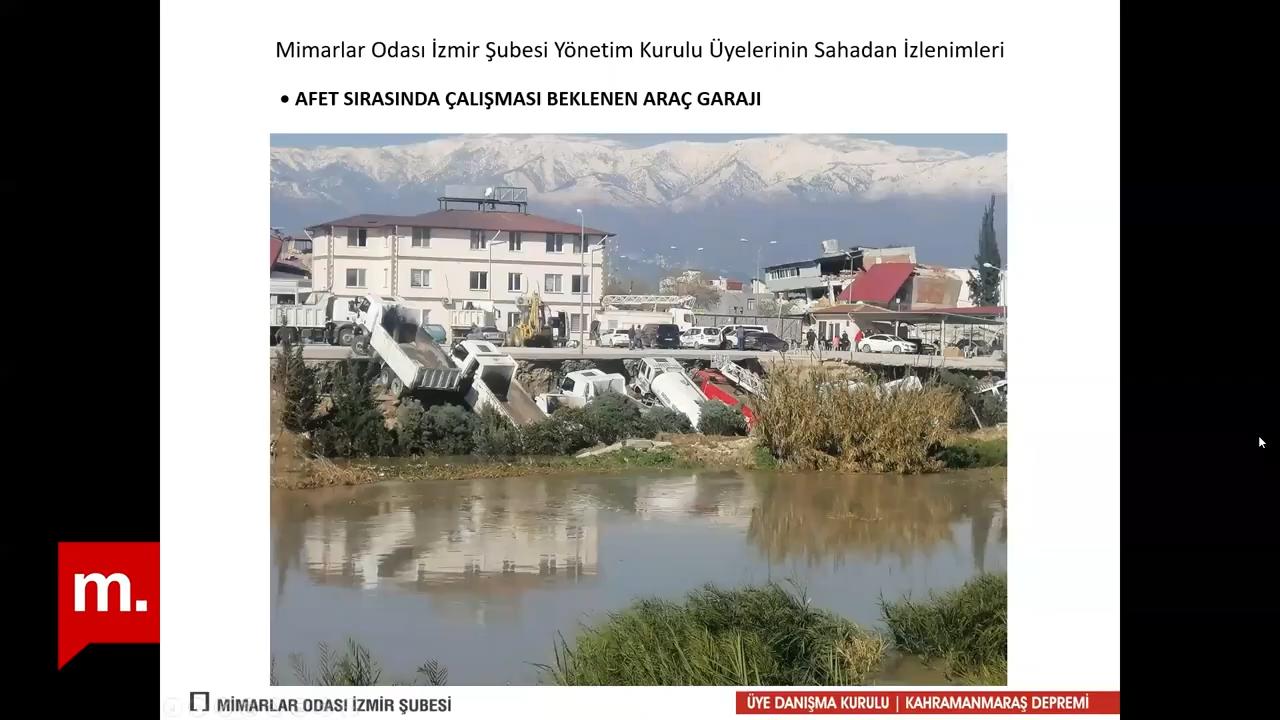 Mimarlar Odası İzmir Şubesi Yönetim Kurulu Üyelerinin Sahadan İzlenimleri
• AFET SIRASINDA ÇALIŞMASI BEKLENEN ARAÇ GARAJI
m.
MİMARLAR ODASI İZMİR ŞUBESİ
ÜYE DANIŞMA KURULU | KAHRAMANMARAŞ DEPREMİ